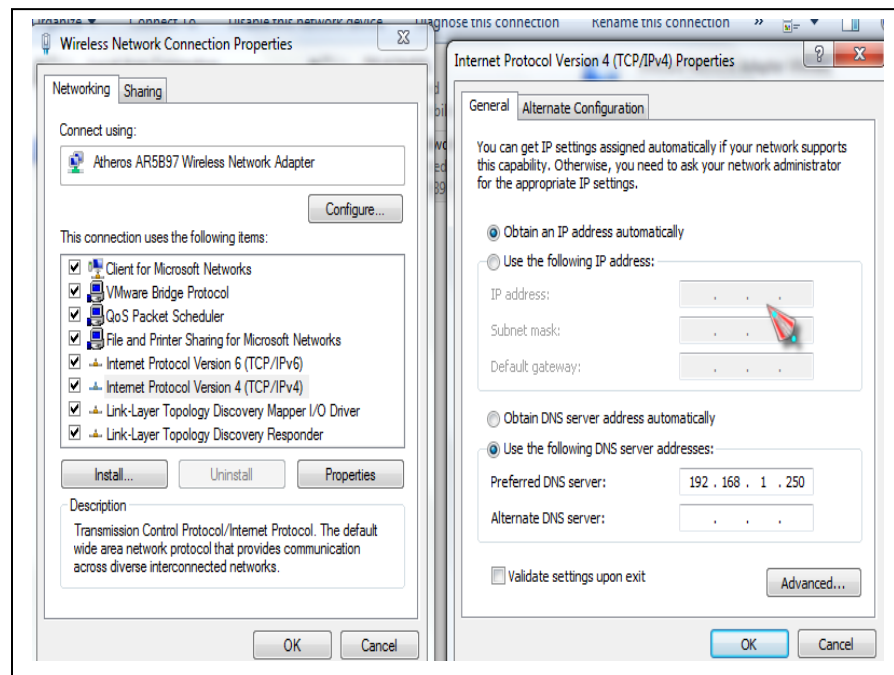 Organize Connect To Disable this network device Diagnose this connection Rename this connection »
Wireless Network Connection Properties
Networking Sharing
Connect using:
Atheros AR5B97 Wireless Network Adapter
Configure...
This connection uses the following items:
Client for Microsoft Networks
VMware Bridge Protocol
QoS Packet Scheduler
File and Printer Sharing for Microsoft Networks
Internet Protocol Version 6 (TCP/IPv6)
Internet Protocol Version 4 (TCP/IPv4)
Link-Layer Topology Discovery Mapper I/O Driver
Link-Layer Topology Discovery Responder
Install... Uninstall Properties
Description
Transmission Control Protocol/Internet Protocol. The default
wide area network protocol that provides communication
across diverse interconnected networks.
OK Cancel
Internet Protocol Version 4 (TCP/IPv4) Properties
General Alternate Configuration
You can get IP settings assigned automatically if your network supports
this capability. Otherwise, you need to ask your network administrator
for the appropriate IP settings.
Obtain an IP address automatically
Use the following IP address:
IP address: . . .
Subnet mask: . .
Default gateway: . . .
Obtain DNS server address automatically
Use the following DNS server addresses:
Preferred DNS server: 192 . 168 . 1 . 250
Alternate DNS server: . . .
Validate settings upon exit
Advanced...
OK Cancel